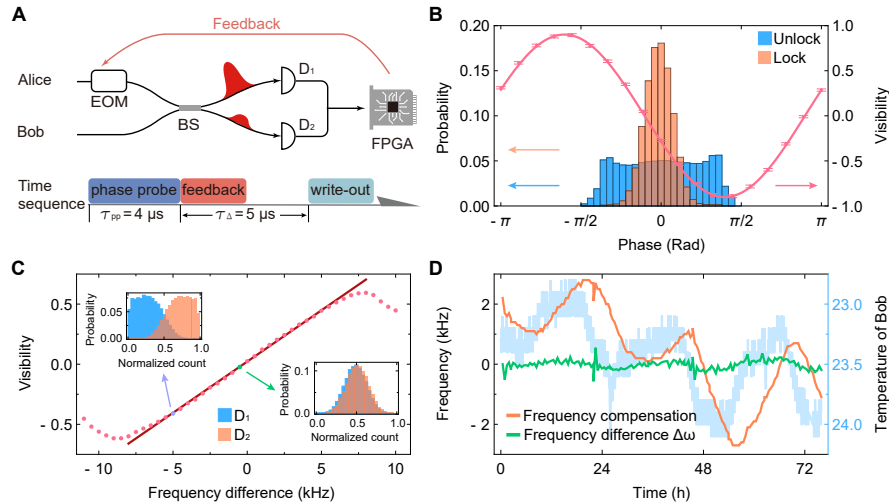 A
Feedback
Alice
EOM
Bob
BS
D₁
D₂
FPGA
Time
sequence
phase probe
feedback
write-out
τpp = 4 μs
τΔ = 5 μs
B
Unlock
Lock
Probability
0.20
0.15
0.10
0.05
0.00
Visibility
1.0
0.5
0.0
- 0.5
- 1.0
- π
- π/2
0
π/2
π
Phase (Rad)
C
Visibility
0.5
0.0
- 0.5
- 10
- 5
0
5
10
Frequency difference (kHz)
Probability
0.05
0.00
0.0
0.5
1.0
Normalized count
Probability
0.1
0.0
0.0
0.5
1.0
Normalized count
D₁
D₂
D
Frequency (kHz)
2
0
- 2
Temperature of Bob
23.0
23.5
24.0
Frequency compensation
Frequency difference Δω
0
24
48
72
Time (h)